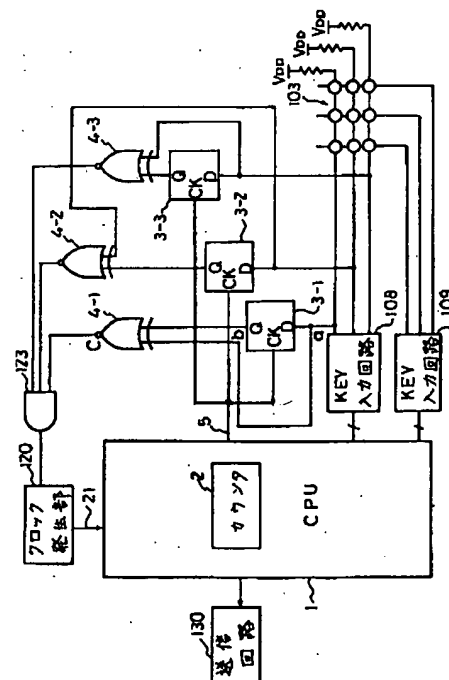 クロック
発生部
120
123
21
C
4-1
4-2
4-3
Q
CK
D
3-3
Q
CK
D
3-2
Q
CK
D
3-1
b
a
5
VDD
VDD
VDD
103
2
カウンタ
CPU
1
KEY
入力回路
108
KEY
入力回路
109
130
送信
回路